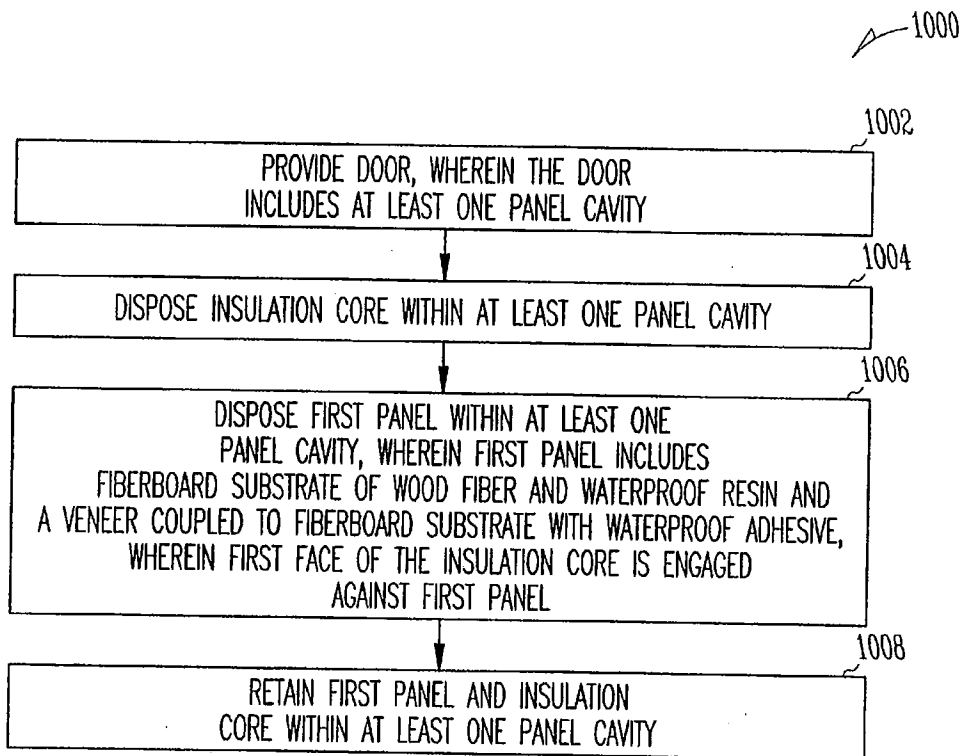 1000
1002
PROVIDE DOOR, WHEREIN THE DOOR
INCLUDES AT LEAST ONE PANEL CAVITY
1004
DISPOSE INSULATION CORE WITHIN AT LEAST ONE PANEL CAVITY
1006
DISPOSE FIRST PANEL WITHIN AT LEAST ONE
PANEL CAVITY, WHEREIN FIRST PANEL INCLUDES
FIBERBOARD SUBSTRATE OF WOOD FIBER AND WATERPROOF RESIN AND
A VENEER COUPLED TO FIBERBOARD SUBSTRATE WITH WATERPROOF ADHESIVE,
WHEREIN FIRST FACE OF THE INSULATION CORE IS ENGAGED
AGAINST FIRST PANEL
1008
RETAIN FIRST PANEL AND INSULATION
CORE WITHIN AT LEAST ONE PANEL CAVITY